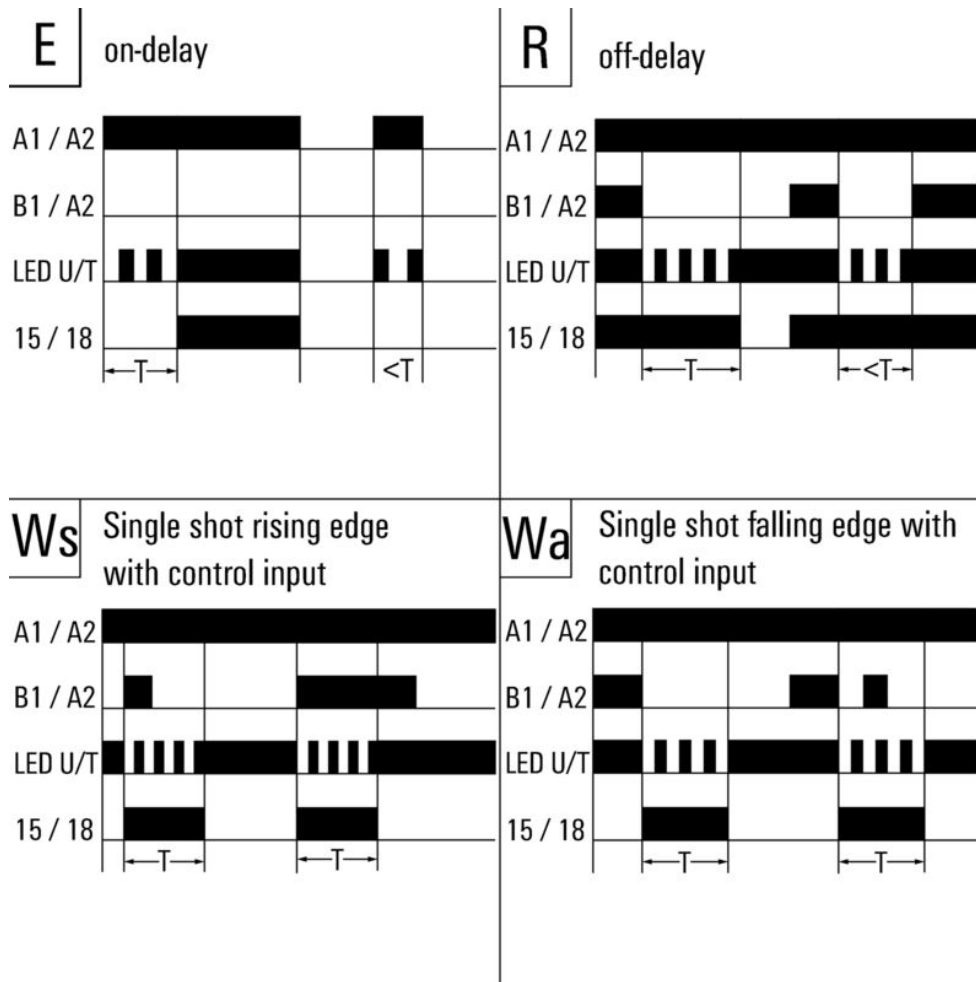 E
on-delay
A1 / A2
B1 / A2
LED U/T
15 / 18
T
<T
R
off-delay
A1 / A2
B1 / A2
LED U/T
15 / 18
T
<T
Ws
Single shot rising edge
with control input
A1 / A2
B1 / A2
LED U/T
15 / 18
T
T
Wa
Single shot falling edge with
control input
A1 / A2
B1 / A2
LED U/T
15 / 18
T
T